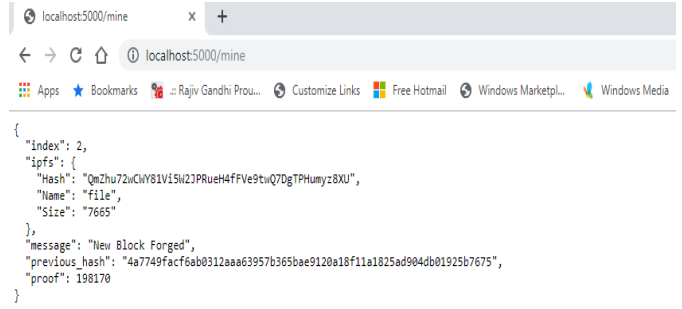 localhost:5000/mine
localhost:5000/mine
Apps Bookmarks .:: Rajiv Gandhi Prou... Customize Links Free Hotmail Windows Marketpl... Windows Media
{
"index": 2,
"ipfs": {
"Hash": "QmZhu72wCWY81Vi5W2JPRueH4fFVe9twQ7DgTPHumyz8XU",
"Name": "file",
"Size": "7665"
},
"message": "New Block Forged",
"previous_hash": "4a7749facf6ab0312aaa63957b365bae9120a18f11a1825ad904db01925b7675",
"proof": 198170
}